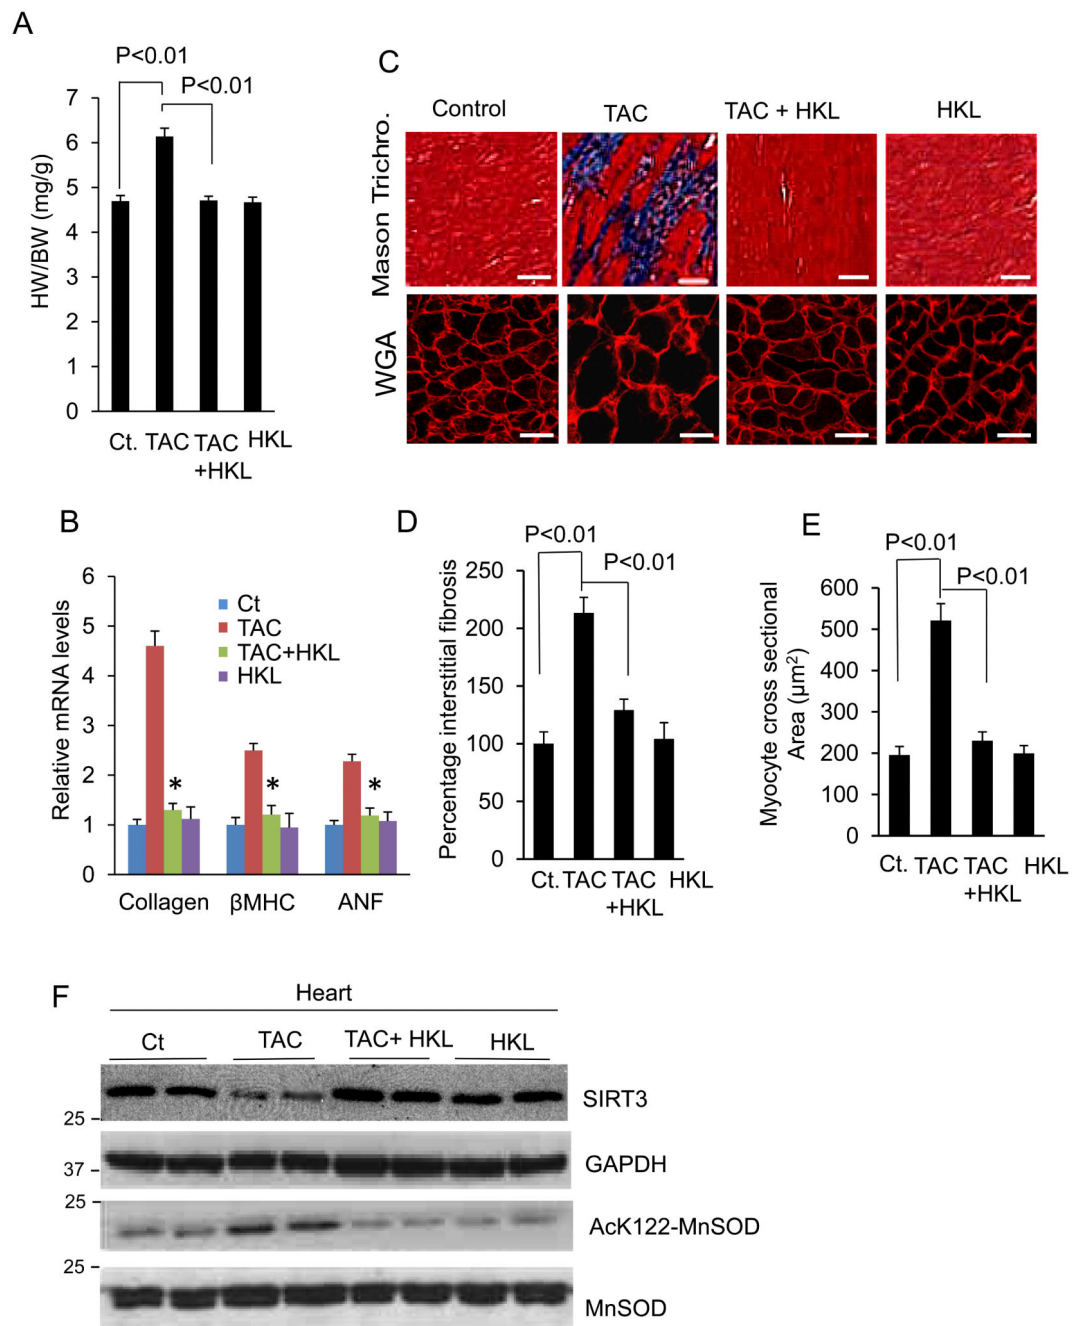 A
P<0.01
P<0.01
HW/BW (mg/g)
7
6
5
4
3
2
1
0
Ct. TAC TAC +HKL HKL
C
Control TAC TAC + HKL HKL
Mason Trichro.
WGA
B
Relative mRNA levels
6
5
4
3
2
1
0
Ct
TAC
TAC+HKL
HKL
* * *
Collagen βMHC ANF
D
P<0.01
P<0.01
Percentage interstitial fibrosis
250
200
150
100
50
0
Ct. TAC TAC +HKL HKL
E
P<0.01
P<0.01
Myocyte cross sectional
Area (µm²)
600
500
400
300
200
100
0
Ct. TAC TAC +HKL HKL
F
Heart
Ct TAC TAC+ HKL HKL
25
SIRT3
37
GAPDH
25
AcK122-MnSOD
25
MnSOD